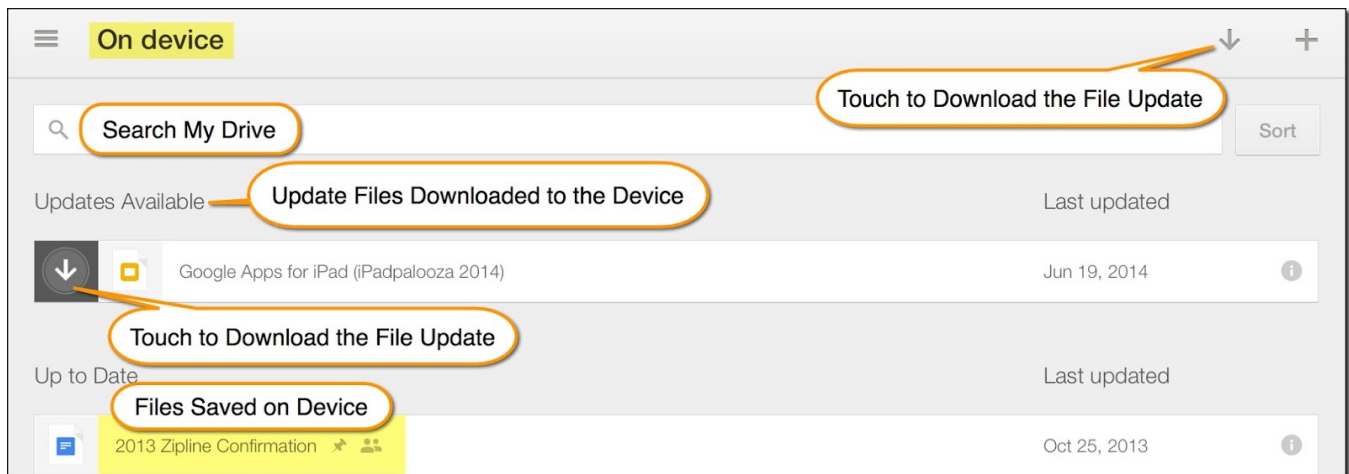 On device
Touch to Download the File Update
Search My Drive
Sort
Updates Available
Update Files Downloaded to the Device
Last updated
Google Apps for iPad (iPadpalooza 2014)
Jun 19, 2014
Touch to Download the File Update
Up to Date
Last updated
Files Saved on Device
2013 Zipline Confirmation
Oct 25, 2013